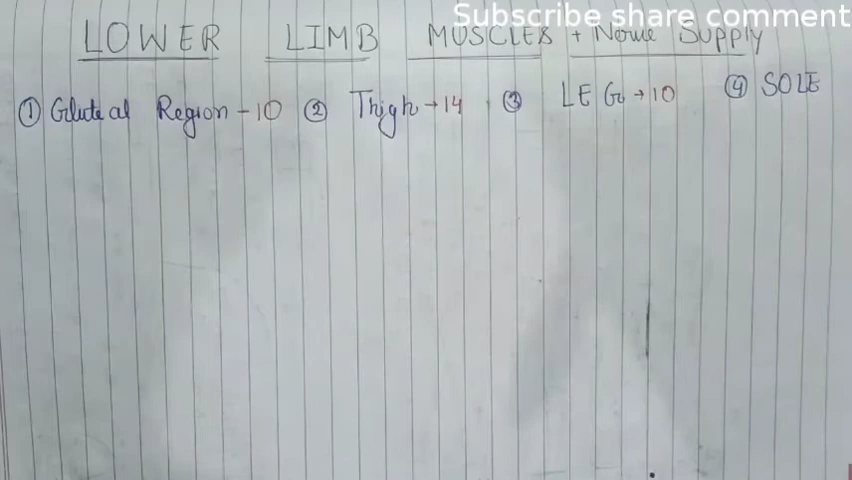 Subscribe share comment
LOWER LIMB MUSCLES + Nerve SUPPLY
① Gluteal Region - 10 ② Thigh → 14 ③ LEG → 10 ④ SOLE